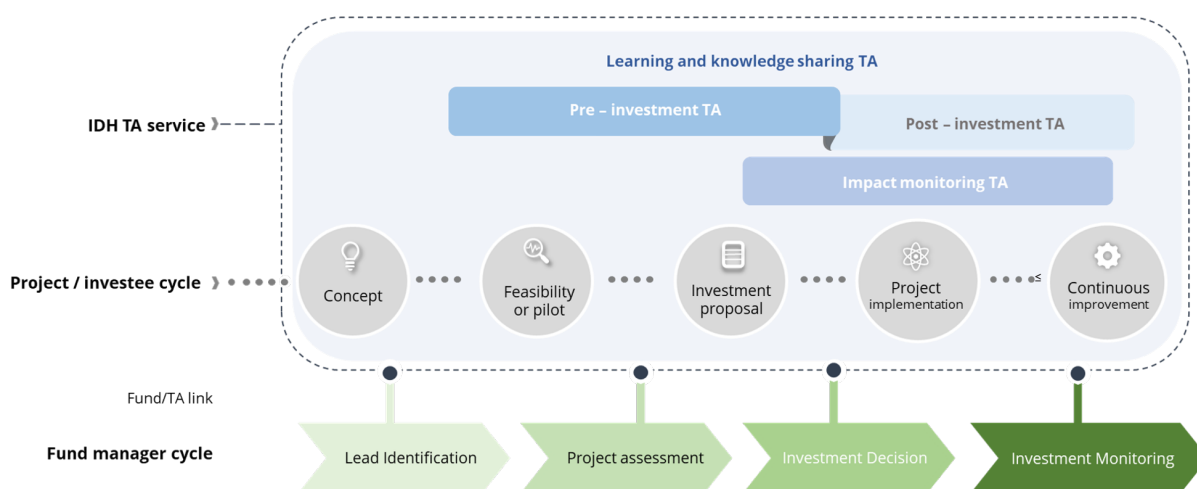 Learning and knowledge sharing TA
Pre – investment TA
IDH TA service
Post – investment TA
Impact monitoring TA
Project / investee cycle
Concept
Feasibility
or pilot
Investment
proposal
Project
implementation
≤
Continuous
improvement
Fund/TA link
Fund manager cycle
Lead Identification
Project assessment
Investment Decision
Investment Monitoring